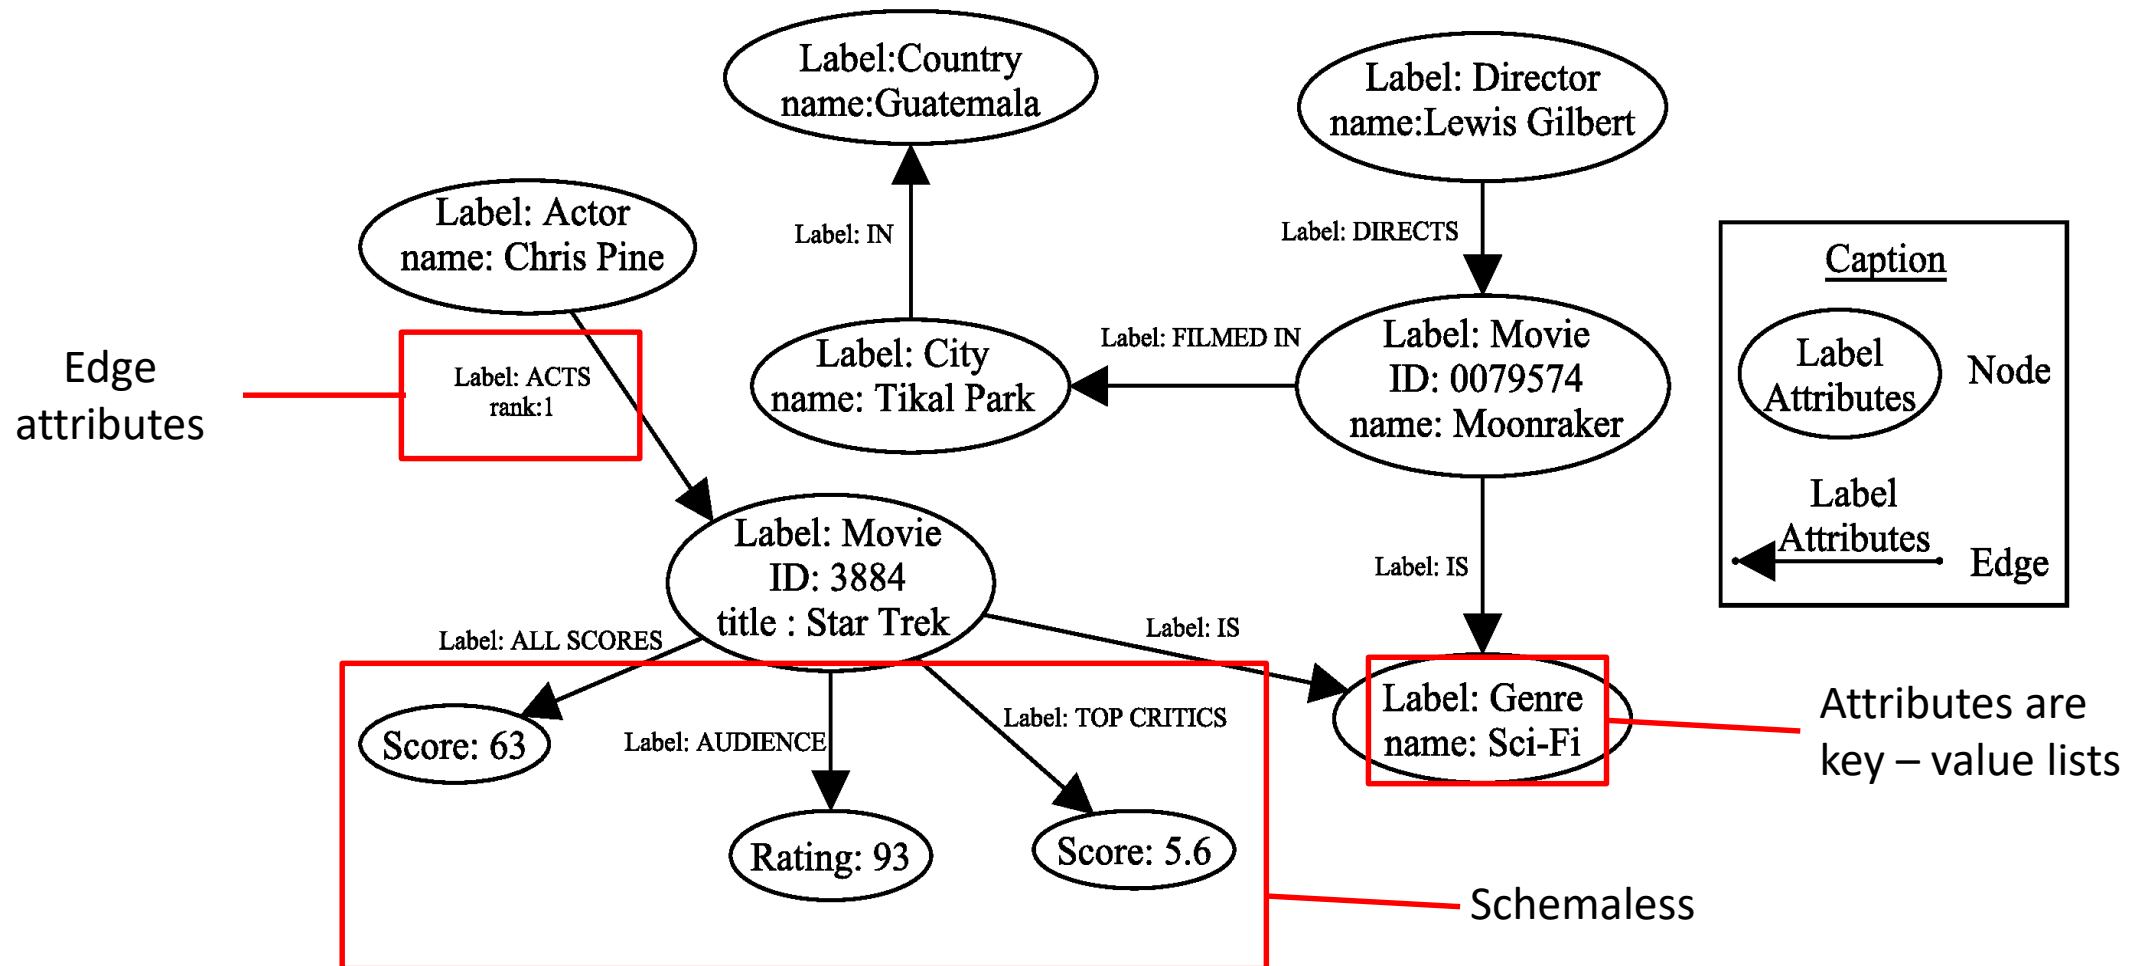 Label:Country
name:Guatemala
Label: Director
name:Lewis Gilbert
Label: Actor
name: Chris Pine
Label: IN
Label: DIRECTS
Caption
Label
Attributes
Node
Label
Attributes
Edge
Edge
attributes
Label: ACTS
rank:1
Label: City
name: Tikal Park
Label: FILMED IN
Label: Movie
ID: 0079574
name: Moonraker
Label: Movie
ID: 3884
title : Star Trek
Label: IS
Label: ALL SCORES
Label: IS
Label: AUDIENCE
Label: TOP CRITICS
Score: 63
Rating: 93
Score: 5.6
Label: Genre
name: Sci-Fi
Attributes are
key – value lists
Schemaless